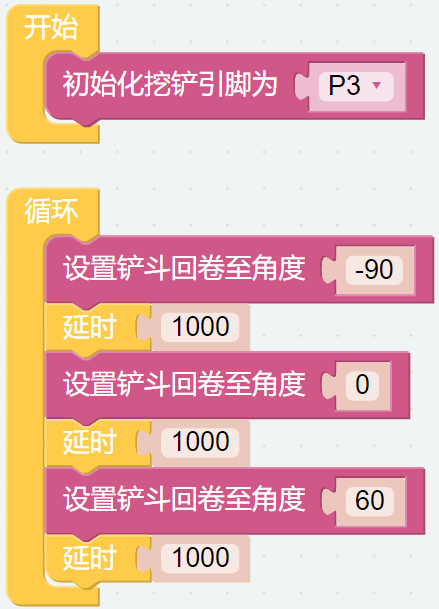 开始
初始化挖铲引脚为 P3
循环
设置铲斗回卷至角度 -90
延时 1000
设置铲斗回卷至角度 0
延时 1000
设置铲斗回卷至角度 60
延时 1000